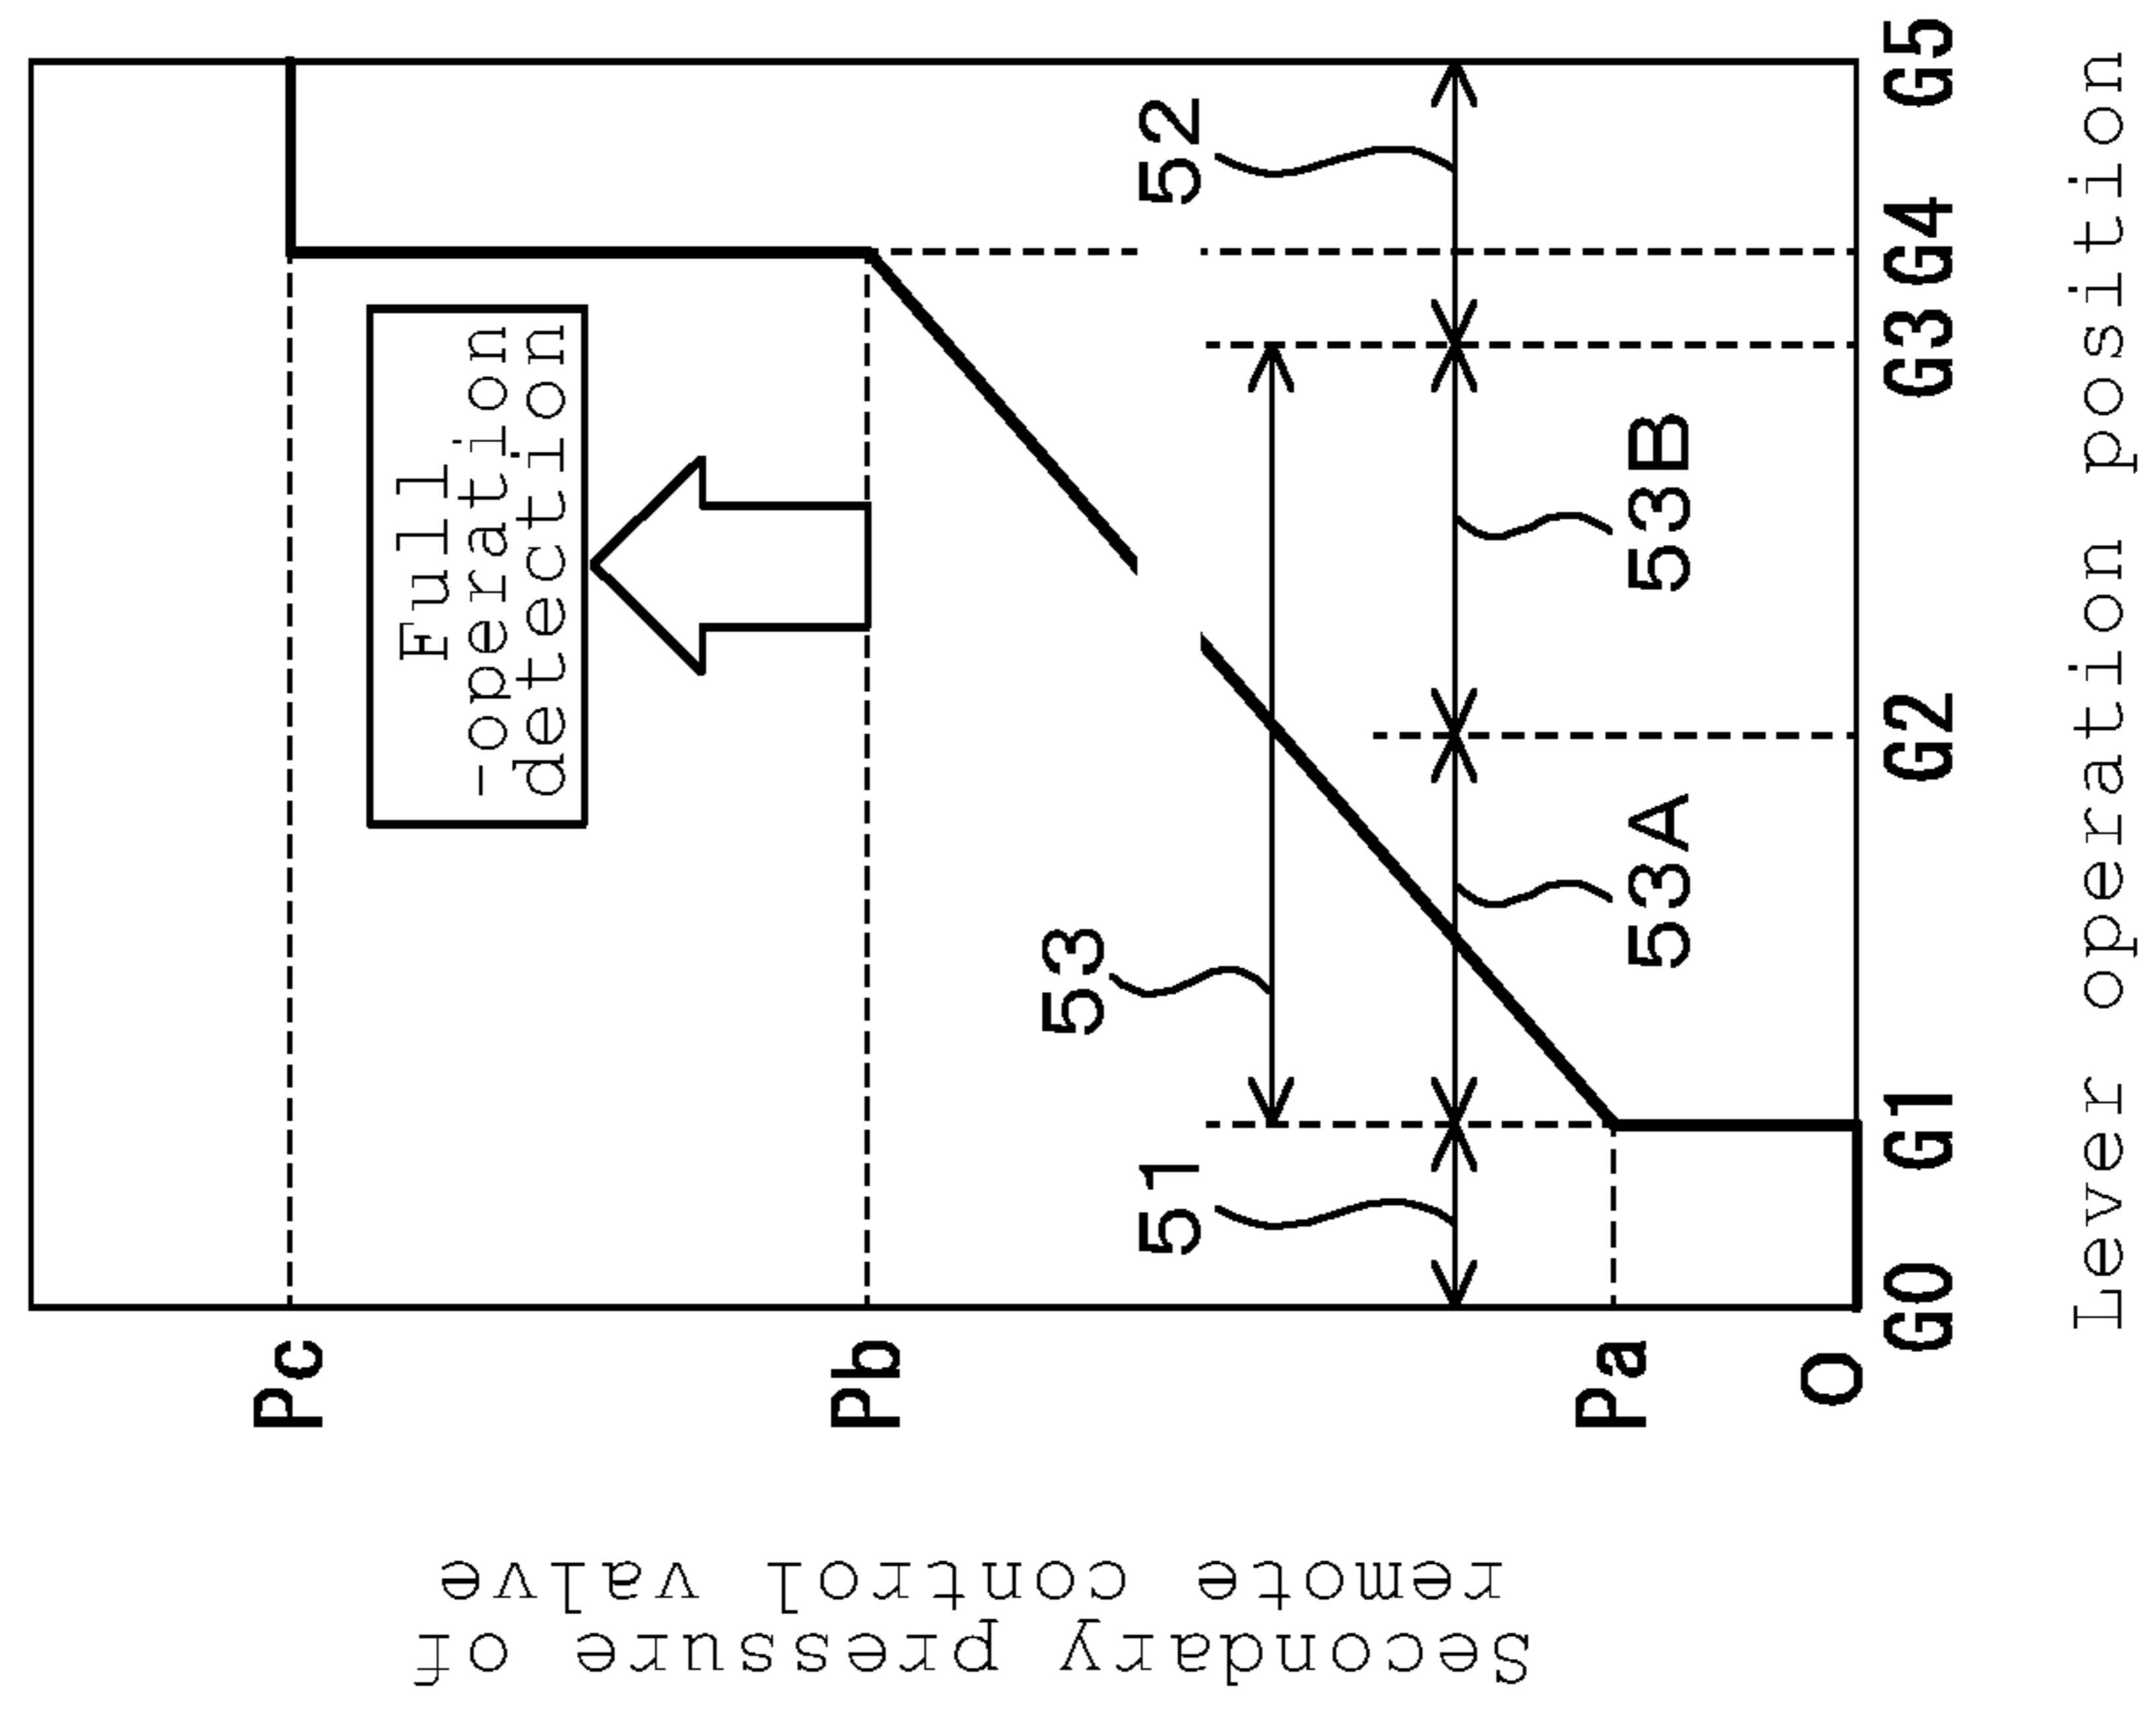 Secondary pressure of
remote control valve
Pc
Pb
Pa
0
Full
-operation
detection
53
51
52
53A
53B
G0 G1 G2 G3 G4 G5
Lever operation position